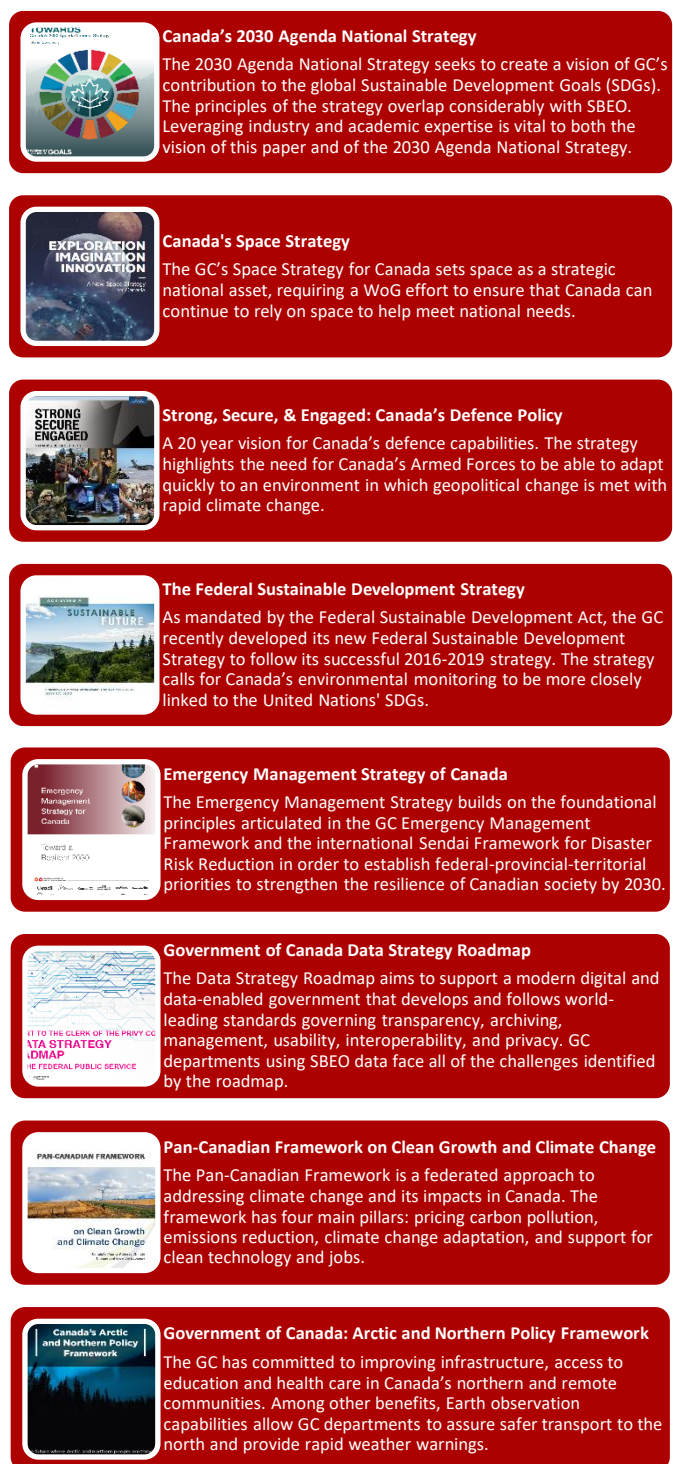 TOWARDS
Canada's 2030 Agenda National Strategy
GOALS
Canada’s 2030 Agenda National Strategy
The 2030 Agenda National Strategy seeks to create a vision of GC’s
contribution to the global Sustainable Development Goals (SDGs).
The principles of the strategy overlap considerably with SBEO.
Leveraging industry and academic expertise is vital to both the
vision of this paper and of the 2030 Agenda National Strategy.
EXPLORATION
IMAGINATION
INNOVATION
A New Space Strategy
for Canada
Canada's Space Strategy
The GC’s Space Strategy for Canada sets space as a strategic
national asset, requiring a WoG effort to ensure that Canada can
continue to rely on space to help meet national needs.
STRONG
SECURE
ENGAGED
Strong, Secure, & Engaged: Canada’s Defence Policy
A 20 year vision for Canada’s defence capabilities. The strategy
highlights the need for Canada’s Armed Forces to be able to adapt
quickly to an environment in which geopolitical change is met with
rapid climate change.
ACHIEVING A
SUSTAINABLE
FUTURE
The Federal Sustainable Development Strategy
As mandated by the Federal Sustainable Development Act, the GC
recently developed its new Federal Sustainable Development
Strategy to follow its successful 2016-2019 strategy. The strategy
calls for Canada’s environmental monitoring to be more closely
linked to the United Nations' SDGs.
Emergency
Management
Strategy for
Canada
Toward a
Resilient 2030
Emergency Management Strategy of Canada
The Emergency Management Strategy builds on the foundational
principles articulated in the GC Emergency Management
Framework and the international Sendai Framework for Disaster
Risk Reduction in order to establish federal-provincial-territorial
priorities to strengthen the resilience of Canadian society by 2030.
RT TO THE CLERK OF THE PRIVY CO
ATA STRATEGY
ADMAP
HE FEDERAL PUBLIC SERVICE
Government of Canada Data Strategy Roadmap
The Data Strategy Roadmap aims to support a modern digital and
data-enabled government that develops and follows world-
leading standards governing transparency, archiving,
management, usability, interoperability, and privacy. GC
departments using SBEO data face all of the challenges identified
by the roadmap.
PAN-CANADIAN FRAMEWORK
on Clean Growth
and Climate Change
Pan-Canadian Framework on Clean Growth and Climate Change
The Pan-Canadian Framework is a federated approach to
addressing climate change and its impacts in Canada. The
framework has four main pillars: pricing carbon pollution,
emissions reduction, climate change adaptation, and support for
clean technology and jobs.
Canada's Arctic
and Northern Policy
Framework
Government of Canada: Arctic and Northern Policy Framework
The GC has committed to improving infrastructure, access to
education and health care in Canada’s northern and remote
communities. Among other benefits, Earth observation
capabilities allow GC departments to assure safer transport to the
north and provide rapid weather warnings.